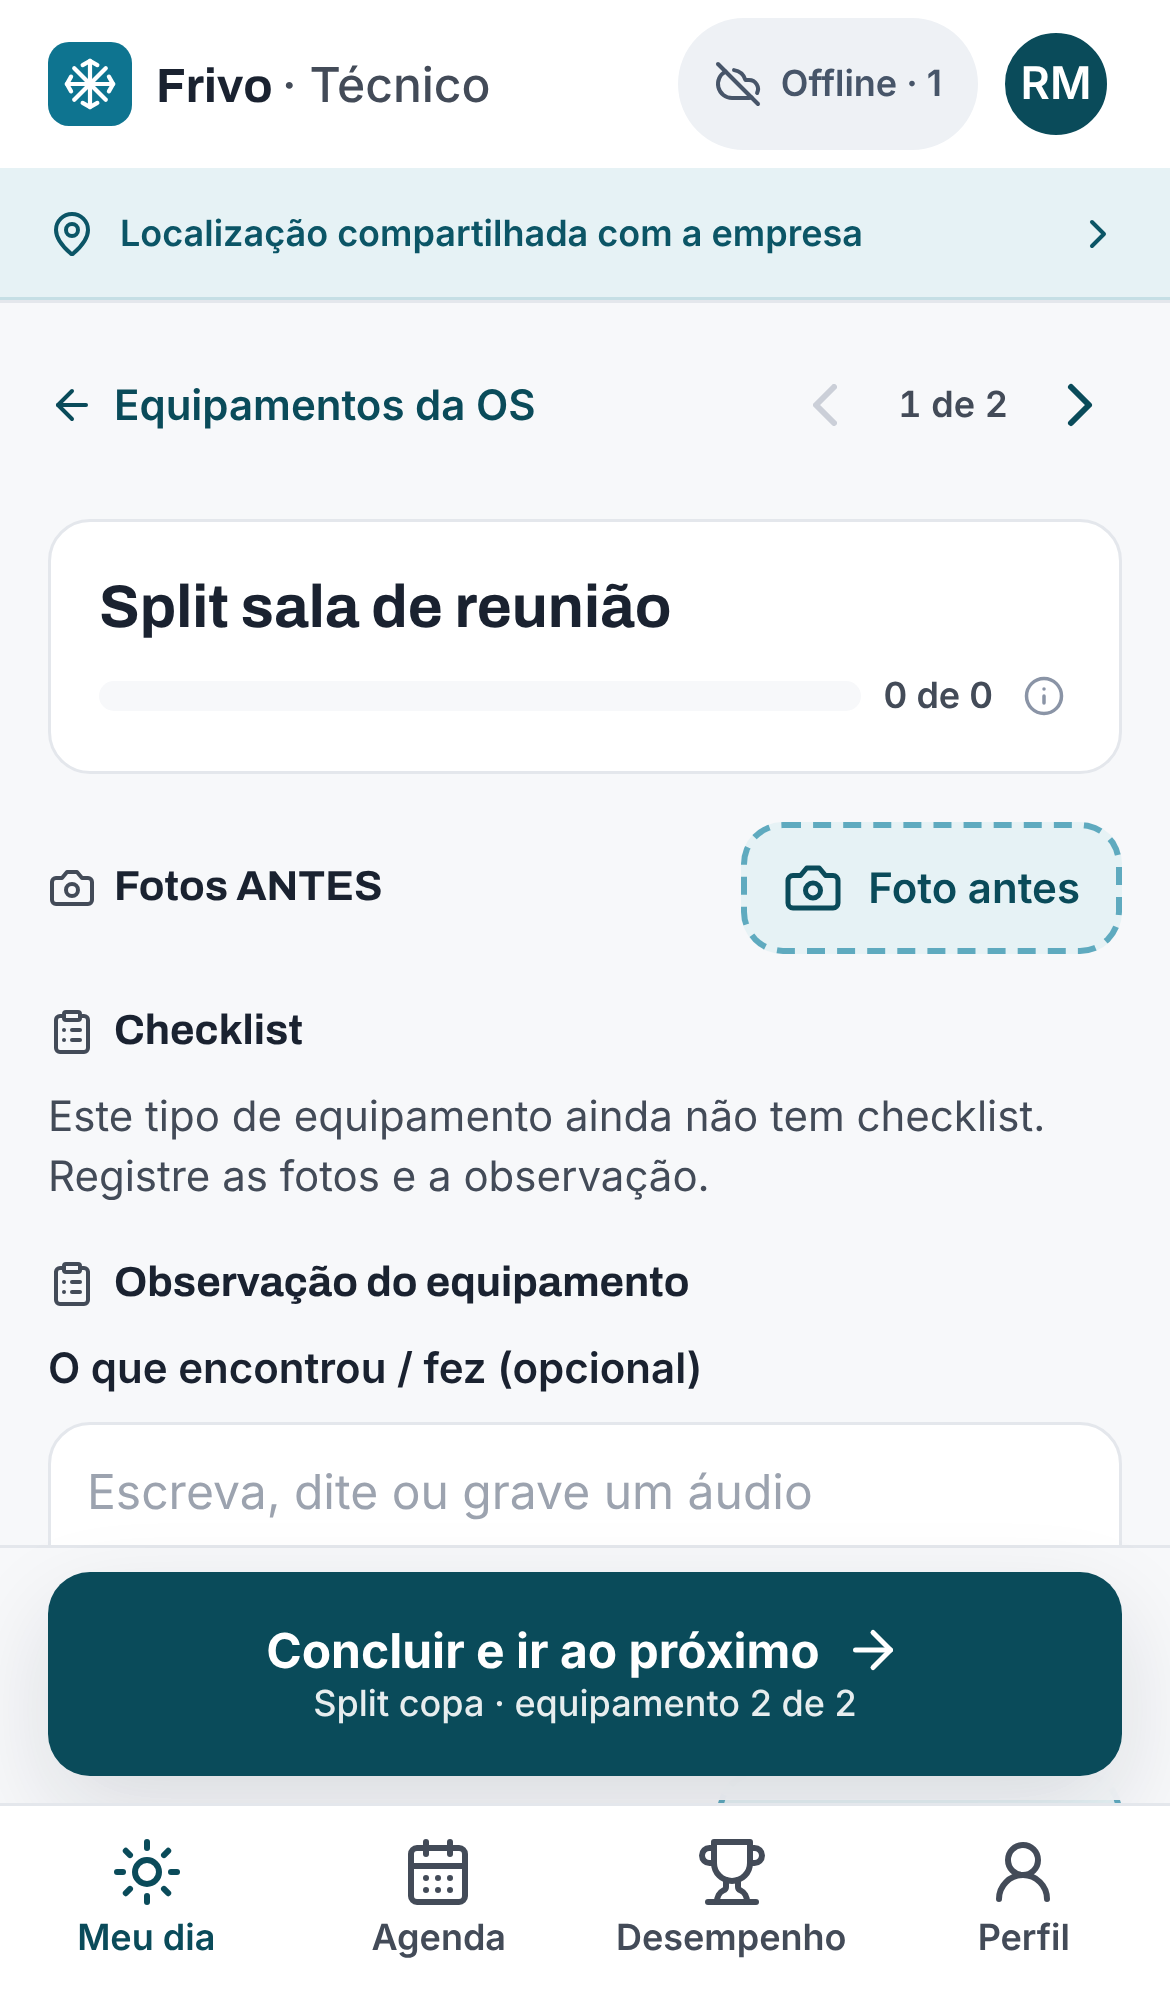 Frivo · Técnico
Offline · 1
RM
Localização compartilhada com a empresa
Equipamentos da OS
1 de 2
Split sala de reunião
0 de 0
Fotos ANTES
Foto antes
Checklist
Este tipo de equipamento ainda não tem checklist.
Registre as fotos e a observação.
Observação do equipamento
O que encontrou / fez (opcional)
Escreva, dite ou grave um áudio
Concluir e ir ao próximo
Split copa · equipamento 2 de 2
Meu dia
Agenda
Desempenho
Perfil